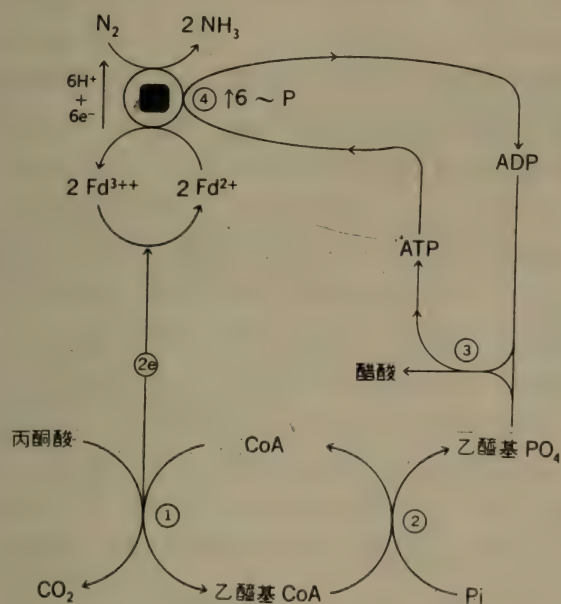 N₂ 2 NH₃
6H⁺
+
6e⁻
④ ↑6 ~ P
2 Fd³⁺⁺ 2 Fd²⁺
ADP
ATP
③
醋酸
2e
丙酮酸 CoA 乙醯基 PO₄
① ②
CO₂ 乙醯基 CoA Pi